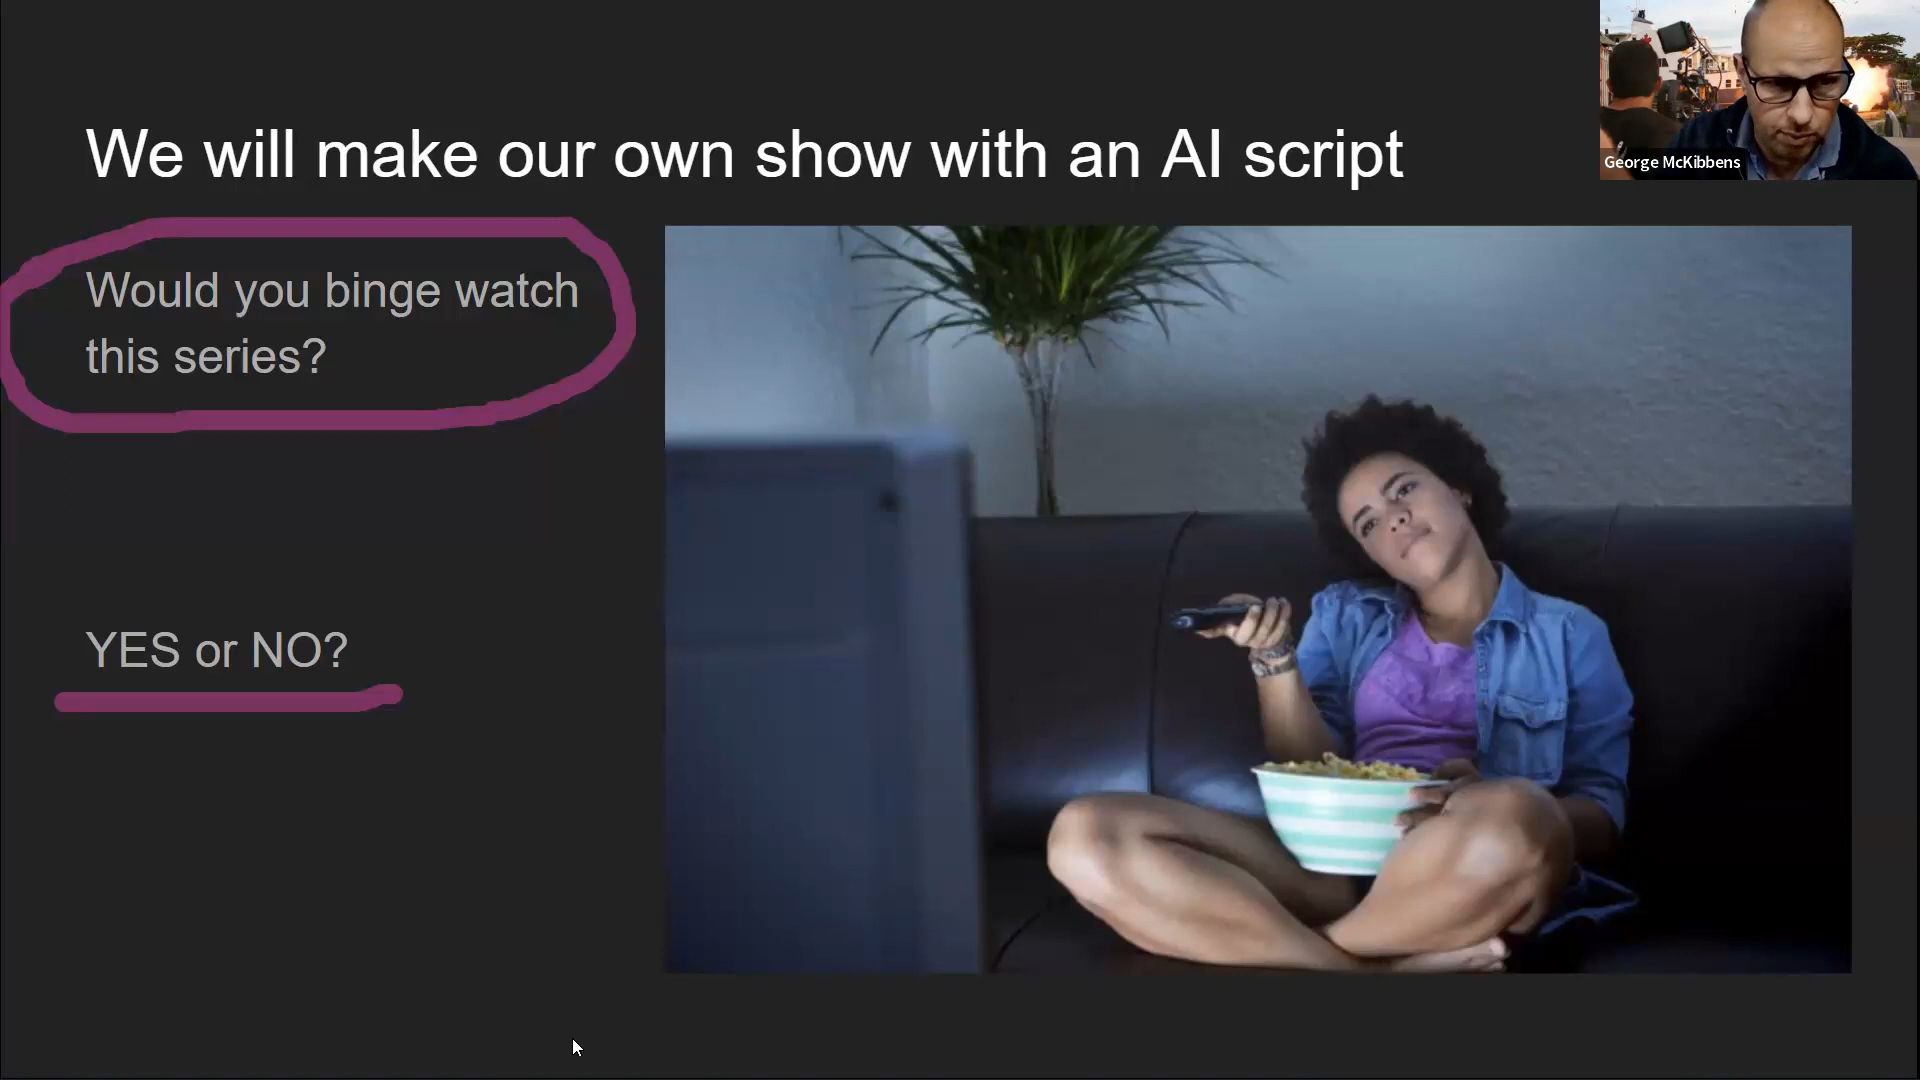 We will make our own show with an AI script
George McKibbens
Would you binge watch
this series?
YES or NO?